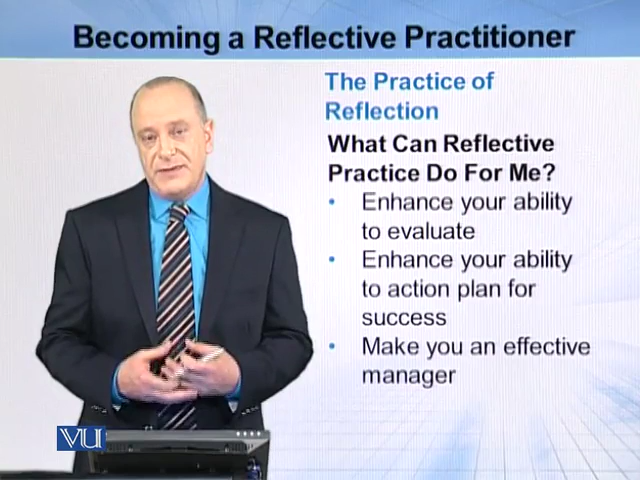 Becoming a Reflective Practitioner
The Practice of
Reflection
What Can Reflective
Practice Do For Me?
• Enhance your ability
to evaluate
• Enhance your ability
to action plan for
success
• Make you an effective
manager
VU